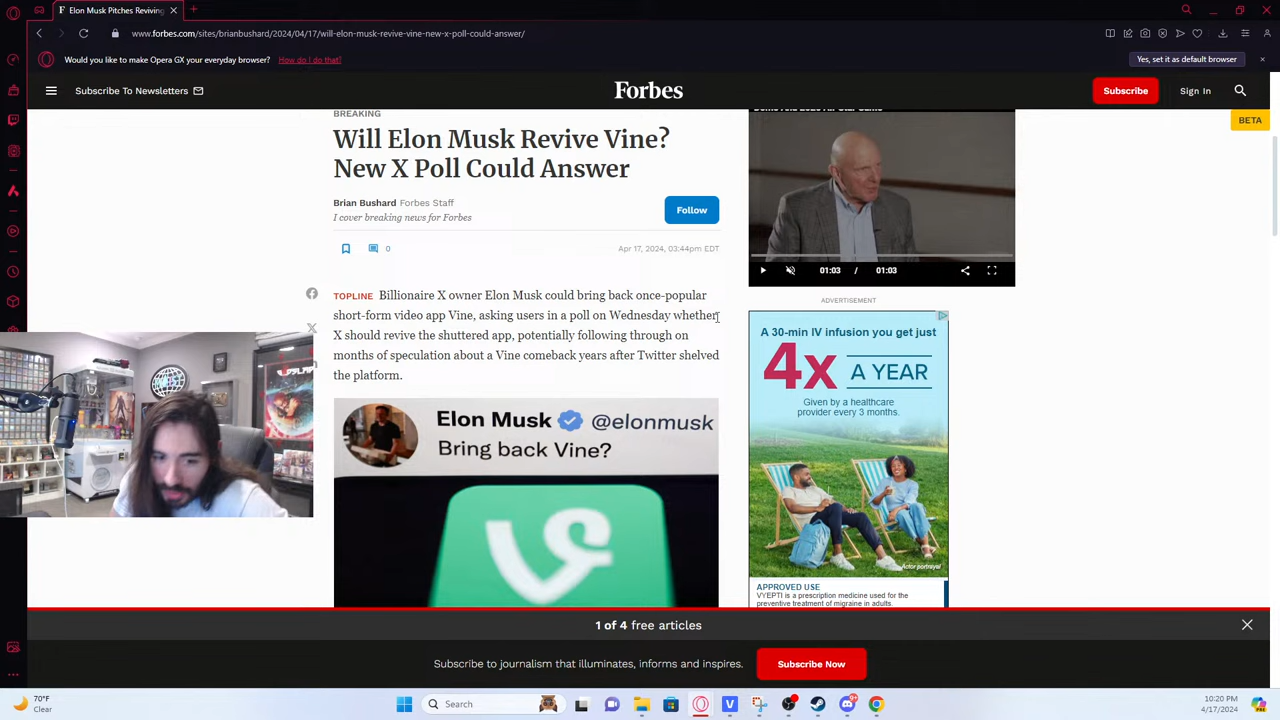 F Elon Musk Pitches Reviving
www.forbes.com/sites/brianbushard/2024/04/17/will-elon-musk-revive-vine-new-x-poll-could-answer/
Would you like to make Opera GX your everyday browser? How do I do that?
Yes, set it as default browser
Subscribe To Newsletters
Forbes
Subscribe
Sign In
BETA
BREAKING
Will Elon Musk Revive Vine?
New X Poll Could Answer
Brian Bushard Forbes Staff
I cover breaking news for Forbes
Follow
0
Apr 17, 2024, 03:44pm EDT
TOPLINE Billionaire X owner Elon Musk could bring back once-popular
short-form video app Vine, asking users in a poll on Wednesday whether
X should revive the shuttered app, potentially following through on
months of speculation about a Vine comeback years after Twitter shelved
the platform.
Elon Musk @elonmusk
Bring back Vine?
01:03 / 01:03
ADVERTISEMENT
A 30-min IV infusion you get just
4x A YEAR
Given by a healthcare
provider every 3 months.
Actor portrayal
APPROVED USE
VYEPTI is a prescription medicine used for the
preventive treatment of migraine in adults.
1 of 4 free articles
Subscribe to journalism that illuminates, informs and inspires.
Subscribe Now
70°F
Clear
Search
10:20 PM
4/17/2024